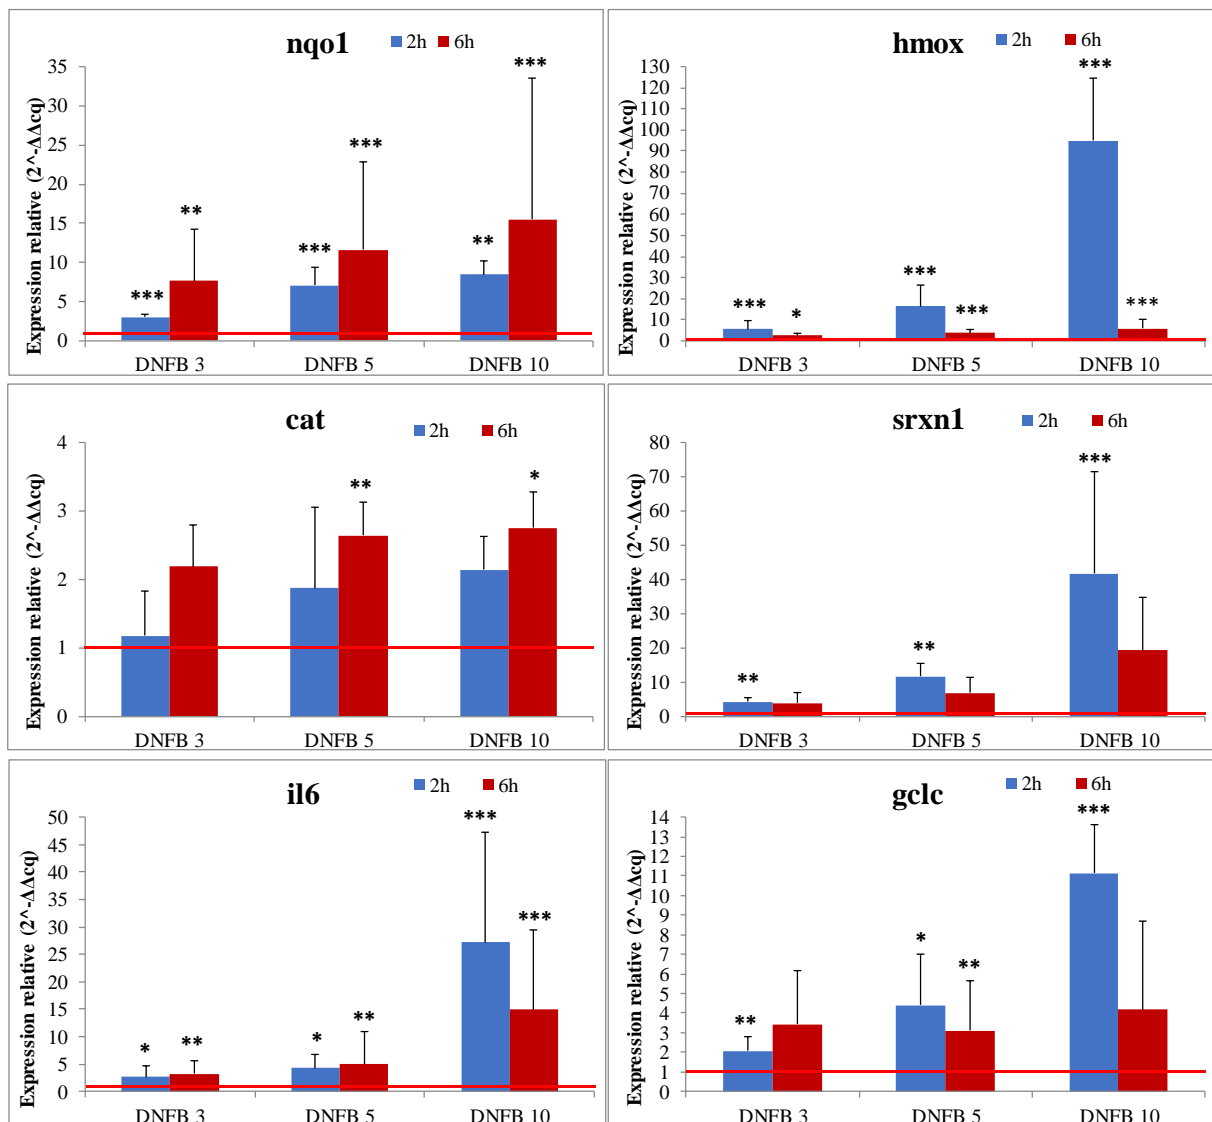 nqo1
2h 6h
Expression relative (2^-ΔΔcq)
35
30
25
20
15
10
5
0
*** ** *** *** ** ***
DNFB 3 DNFB 5 DNFB 10
hmox
2h 6h
Expression relative (2^-ΔΔcq)
130
120
110
100
90
80
70
60
50
40
30
20
10
0
*** * *** *** *** ***
DNFB 3 DNFB 5 DNFB 10
cat
2h 6h
Expression relative (2^-ΔΔcq)
4
3
2
1
0
** *
DNFB 3 DNFB 5 DNFB 10
srxn1
2h 6h
Expression relative (2^-ΔΔcq)
80
70
60
50
40
30
20
10
0
** ** ***
DNFB 3 DNFB 5 DNFB 10
il6
2h 6h
Expression relative (2^-ΔΔcq)
50
45
40
35
30
25
20
15
10
5
0
* ** * ** *** ***
DNFB 3 DNFB 5 DNFB 10
gclc
2h 6h
Expression relative (2^-ΔΔcq)
14
13
12
11
10
9
8
7
6
5
4
3
2
1
0
** * ** ***
DNFB 3 DNFB 5 DNFB 10